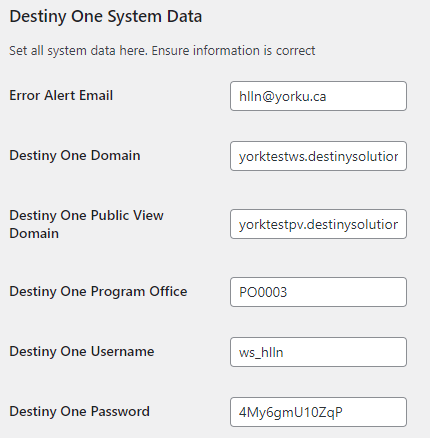 Destiny One System Data
Set all system data here. Ensure information is correct
Error Alert Email hlln@yorku.ca
Destiny One Domain yorktestws.destinysolution
Destiny One Public View
Domain yorktestpv.destinysolution
Destiny One Program Office PO0003
Destiny One Username ws_hlln
Destiny One Password 4My6gmU10ZqP